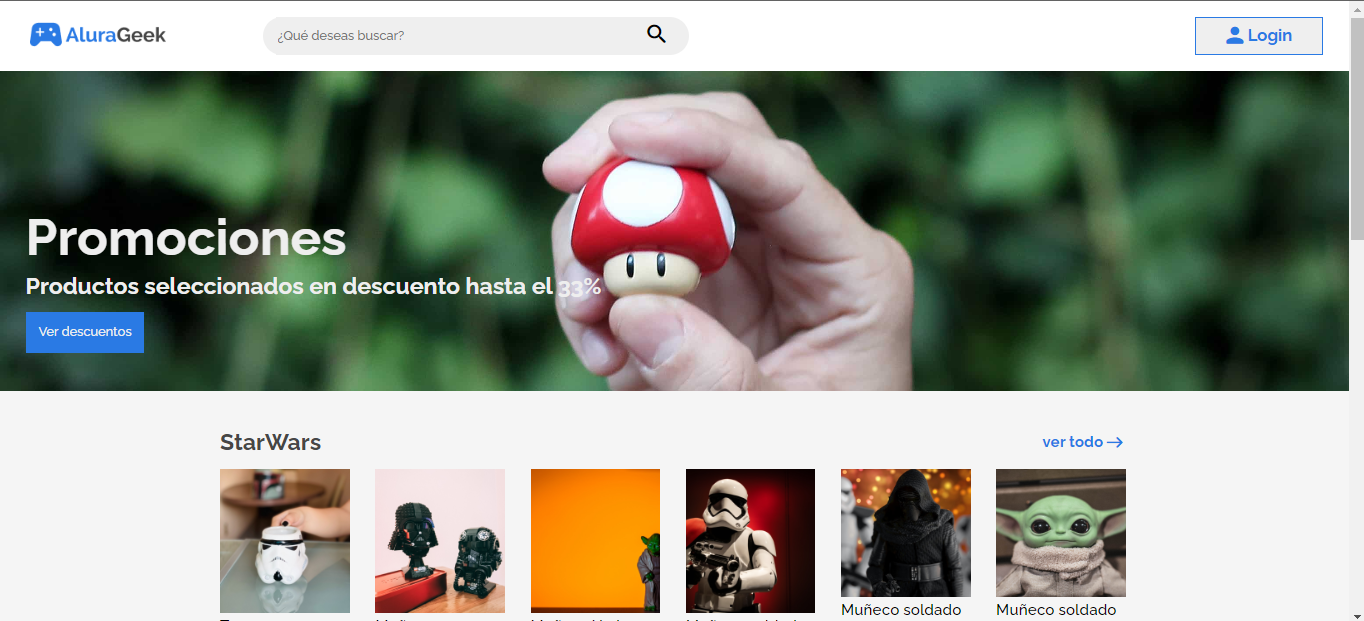 AluraGeek
¿Qué deseas buscar?
Login
Promociones
Productos seleccionados en descuento hasta el 33%
Ver descuentos
StarWars
ver todo →
Muñeco soldado
Muñeco soldado